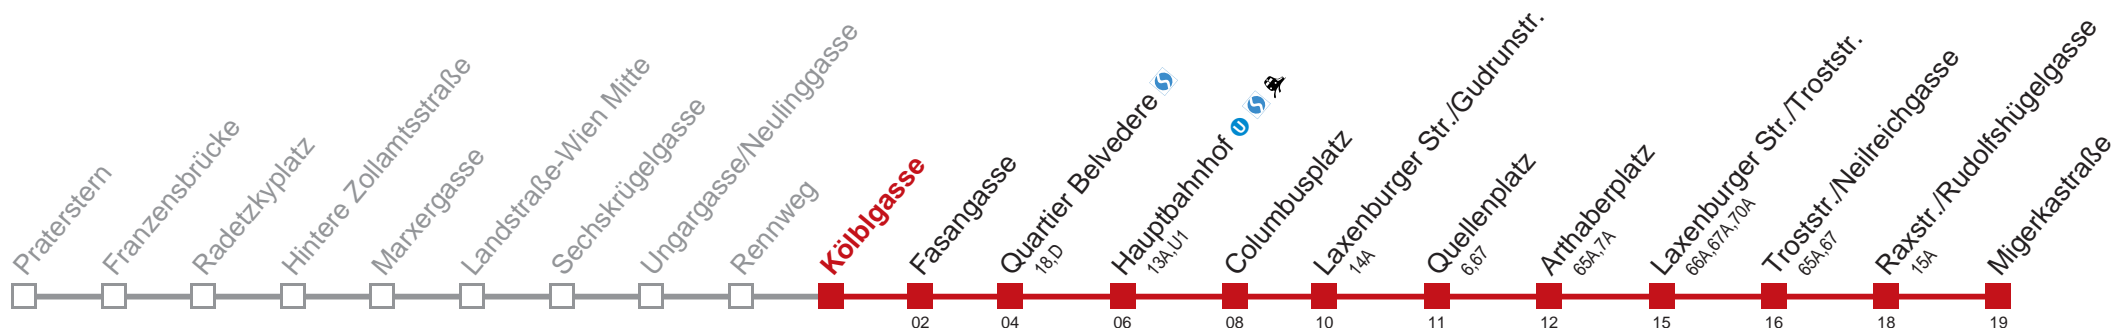 Praterstern
Franzensbrücke
Radetzkyplatz
Hintere Zollamtsstraße
Marxergasse
Landstraße-Wien Mitte
Sechskrügelgasse
Ungargasse/Neulinggasse
Rennweg
Kölblgasse
Fasangasse
02
Quartier Belvedere S
18,D
04
Hauptbahnhof U S
13A,U1
06
Columbusplatz
08
Laxenburger Str./Gudrunstr.
14A
10
Quellenplatz
6,67
11
Arthaberplatz
65A,7A
12
Laxenburger Str./Troststr.
66A,67A,70A
15
Troststr./Neilreichgasse
65A,67
16
Raxstr./Rudolfshügelgasse
15A
18
Migerkastraße
19